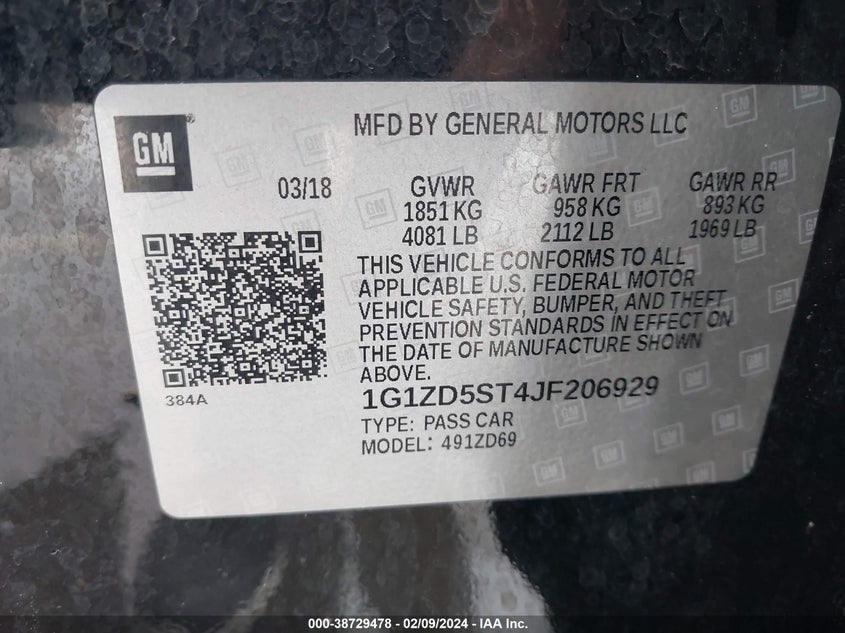 GM
MFD BY GENERAL MOTORS LLC
03/18
GVWR GAWR FRT GAWR RR
1851 KG 958 KG 893 KG
4081 LB 2112 LB 1969 LB
THIS VEHICLE CONFORMS TO ALL
APPLICABLE U.S. FEDERAL MOTOR
VEHICLE SAFETY, BUMPER, AND THEFT
PREVENTION STANDARDS IN EFFECT ON
THE DATE OF MANUFACTURE SHOWN
ABOVE.
384A
1G1ZD5ST4JF206929
TYPE: PASS CAR
MODEL: 491ZD69
000-38729478 - 02/09/2024 - IAA Inc.